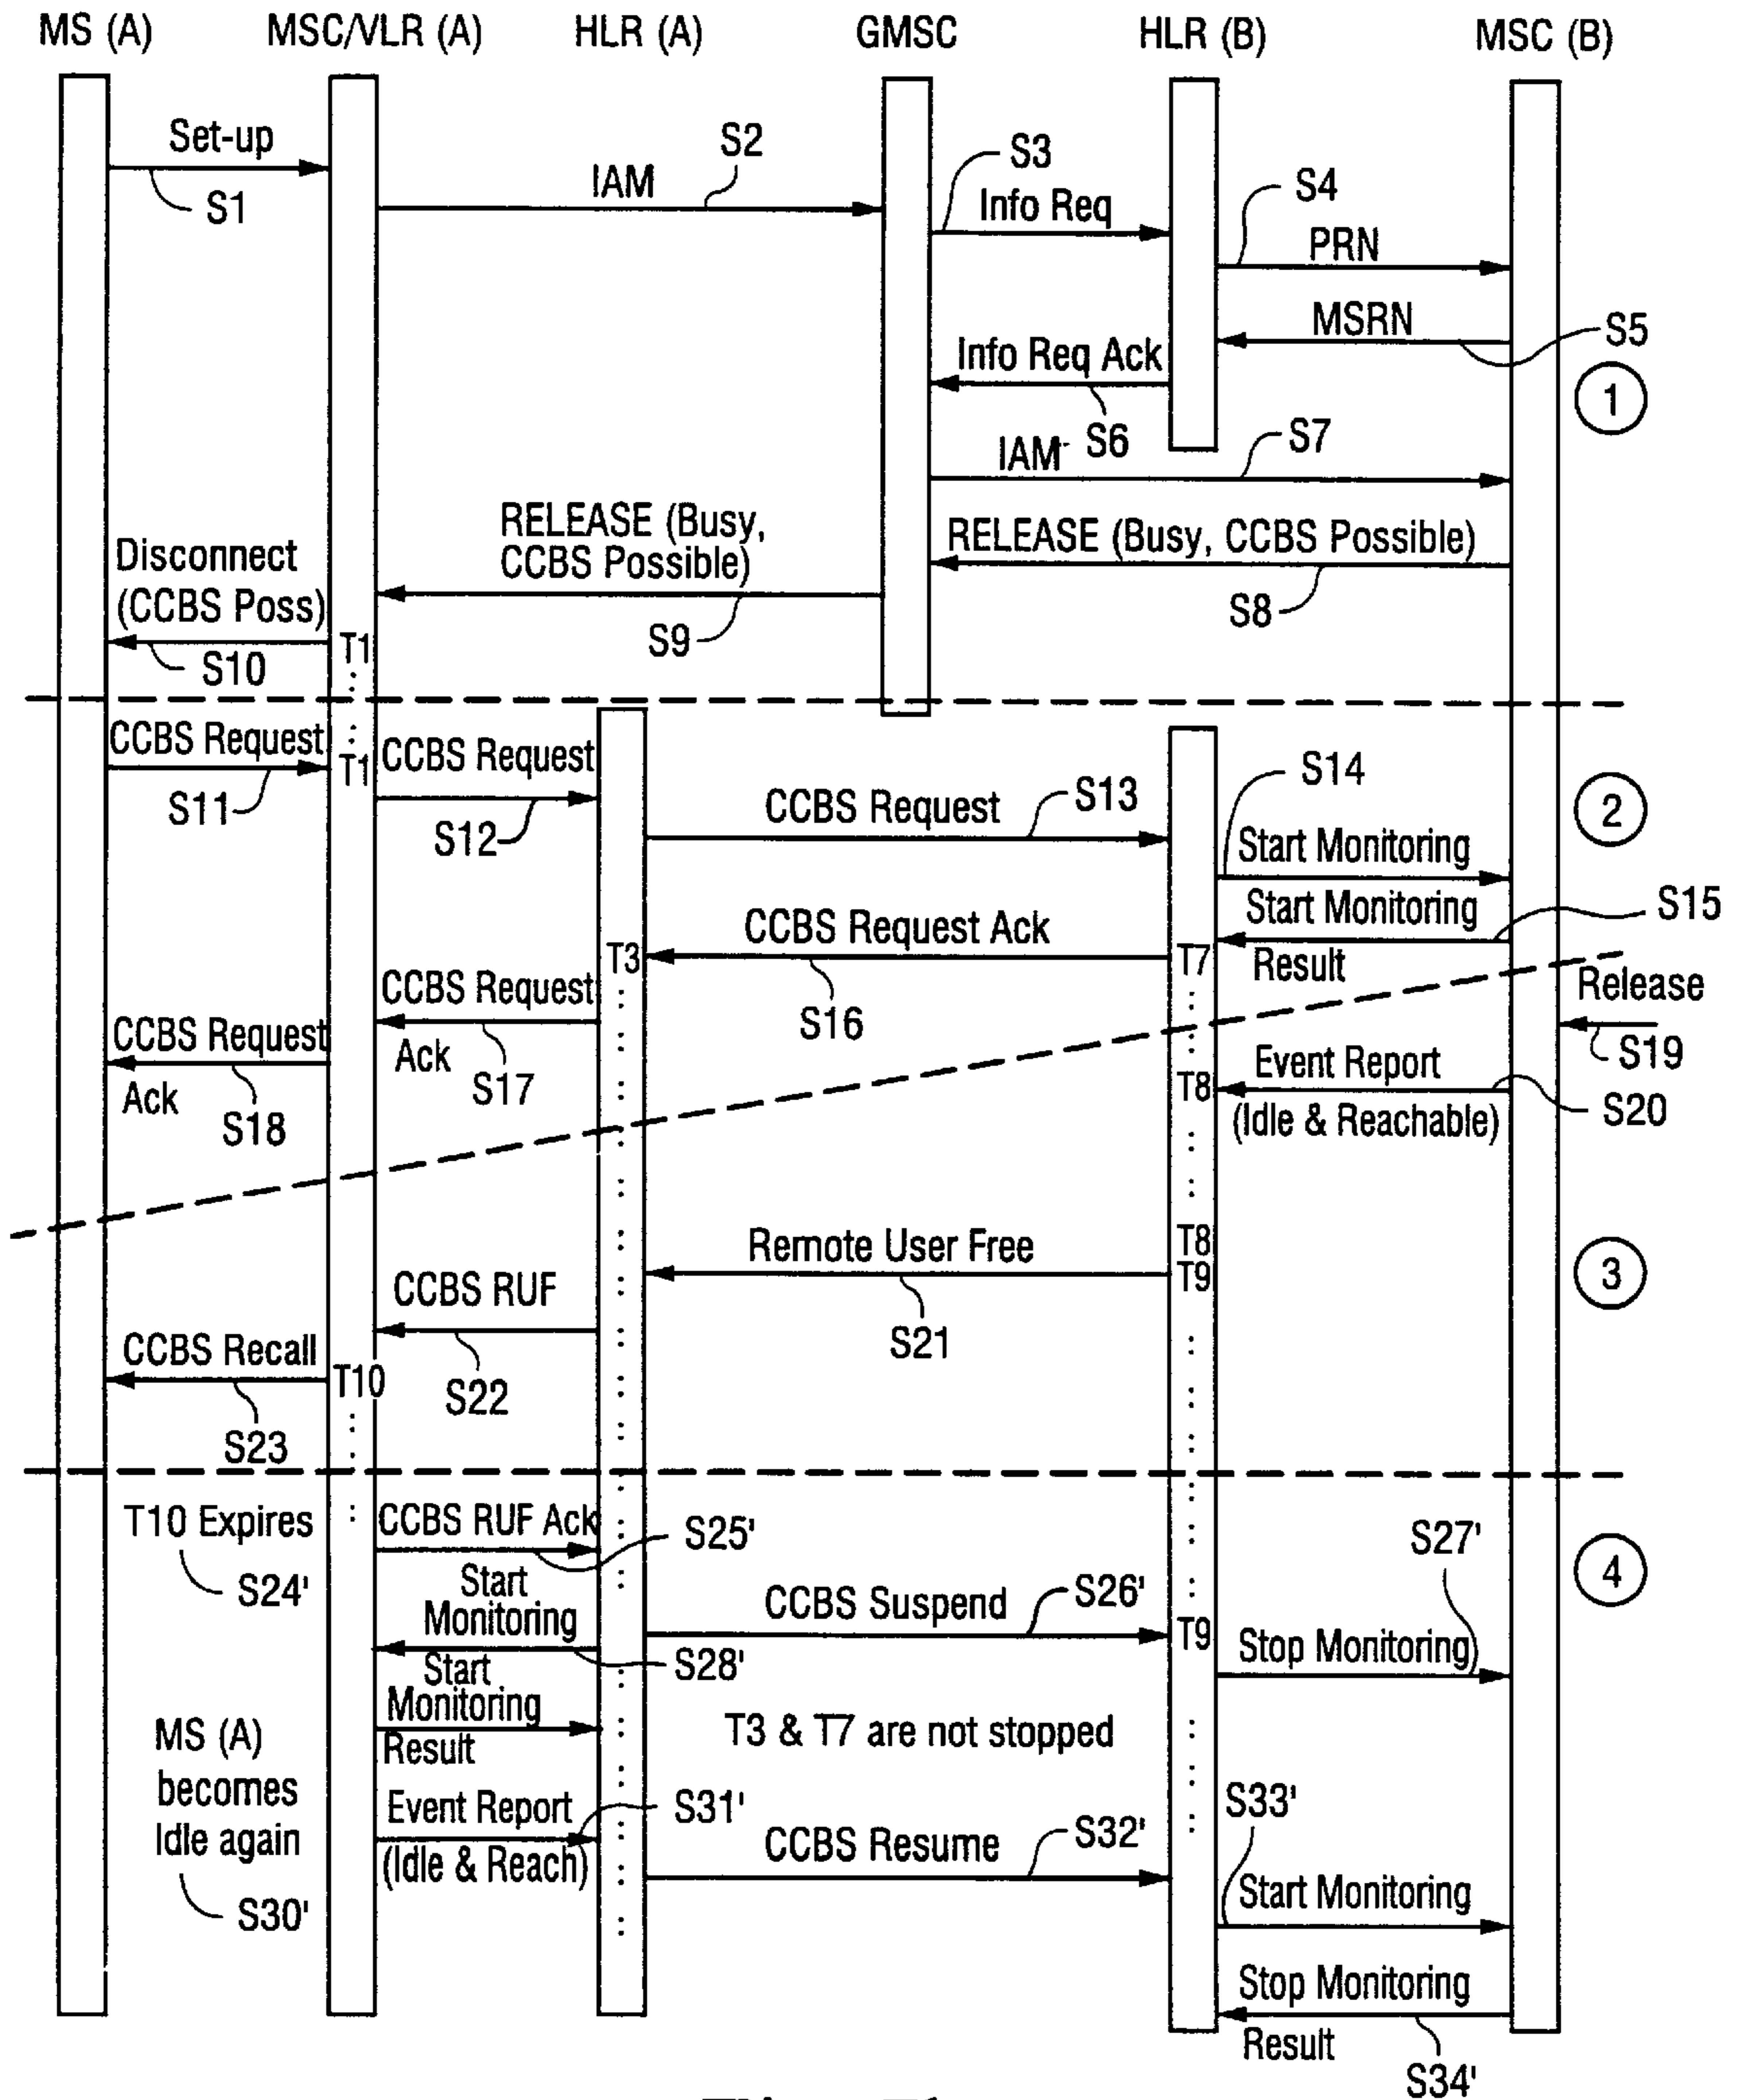 MS (A) MSC/VLR (A) HLR (A) GMSC HLR (B) MSC (B)
Set-up
S1
IAM
S2
S3
Info Req
S4
PRN
MSRN
S5
Info Req Ack
S6
1
IAM
S7
RELEASE (Busy, CCBS Possible)
S8
RELEASE (Busy,
CCBS Possible)
S9
Disconnect
(CCBS Poss)
T1
S10
CCBS Request
T1
S11
CCBS Request
S12
CCBS Request
S13
S14
2
Start Monitoring
Start Monitoring
S15
Result
CCBS Request Ack
T3
T7
S16
CCBS Request
Ack
S17
CCBS Request
Ack
S18
Release
S19
Event Report
T8
(Idle & Reachable)
S20
T8
Remote User Free
T9
S21
3
CCBS RUF
S22
CCBS Recall
T10
S23
T10 Expires
S24'
CCBS RUF Ack
S25'
S27'
4
Start
Monitoring
S28'
CCBS Suspend
S26'
T9
Stop Monitoring
Start
Monitoring
Result
T3 & T7 are not stopped
MS (A)
becomes
Idle again
S30'
Event Report
S31'
(Idle & Reach)
CCBS Resume
S32'
S33'
Start Monitoring
Stop Monitoring
Result
S34'